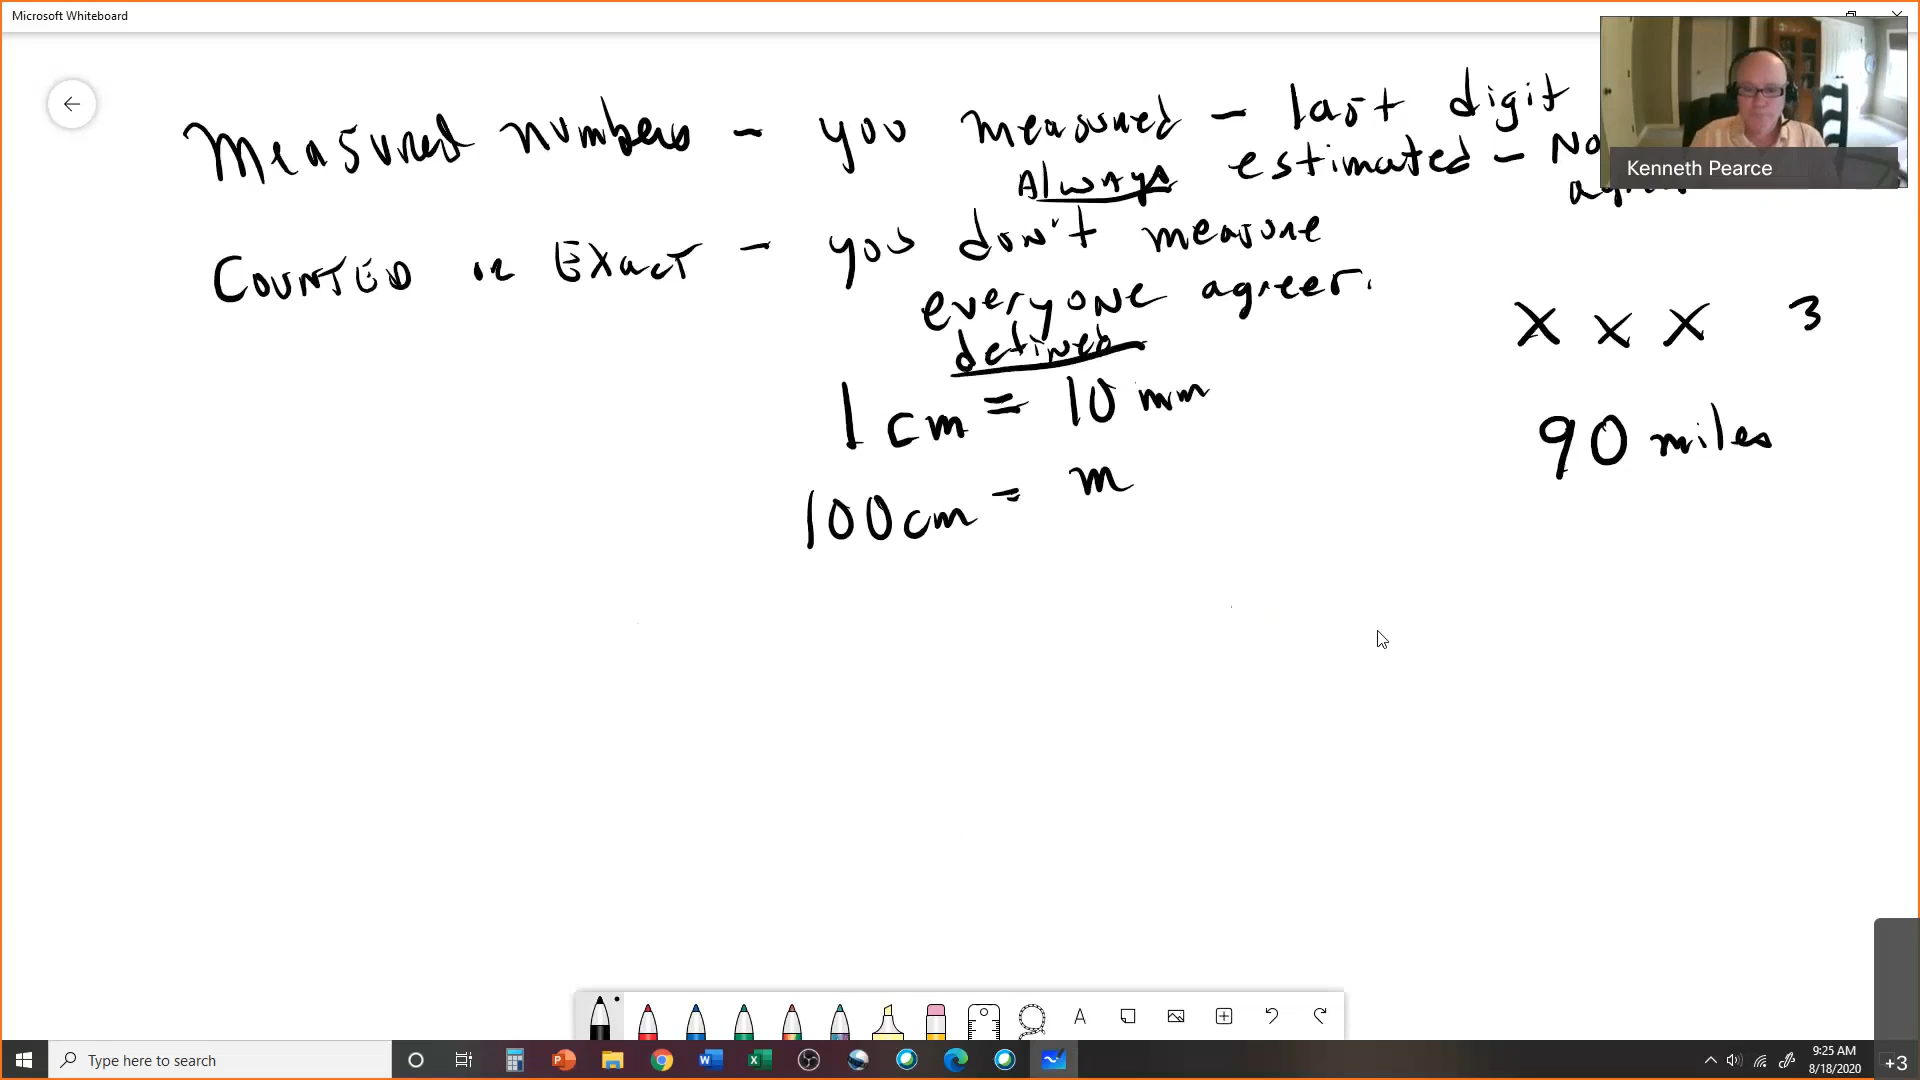 Microsoft Whiteboard
Measured numbers - you measured - last digit
Always estimated - No
Kenneth Pearce
COUNTED or Exact - you don't measure
everyone agrees.
defined
X X X 3
1 cm = 10 mm
90 miles
100 cm = m
Type here to search
9:25 AM
8/18/2020
+3